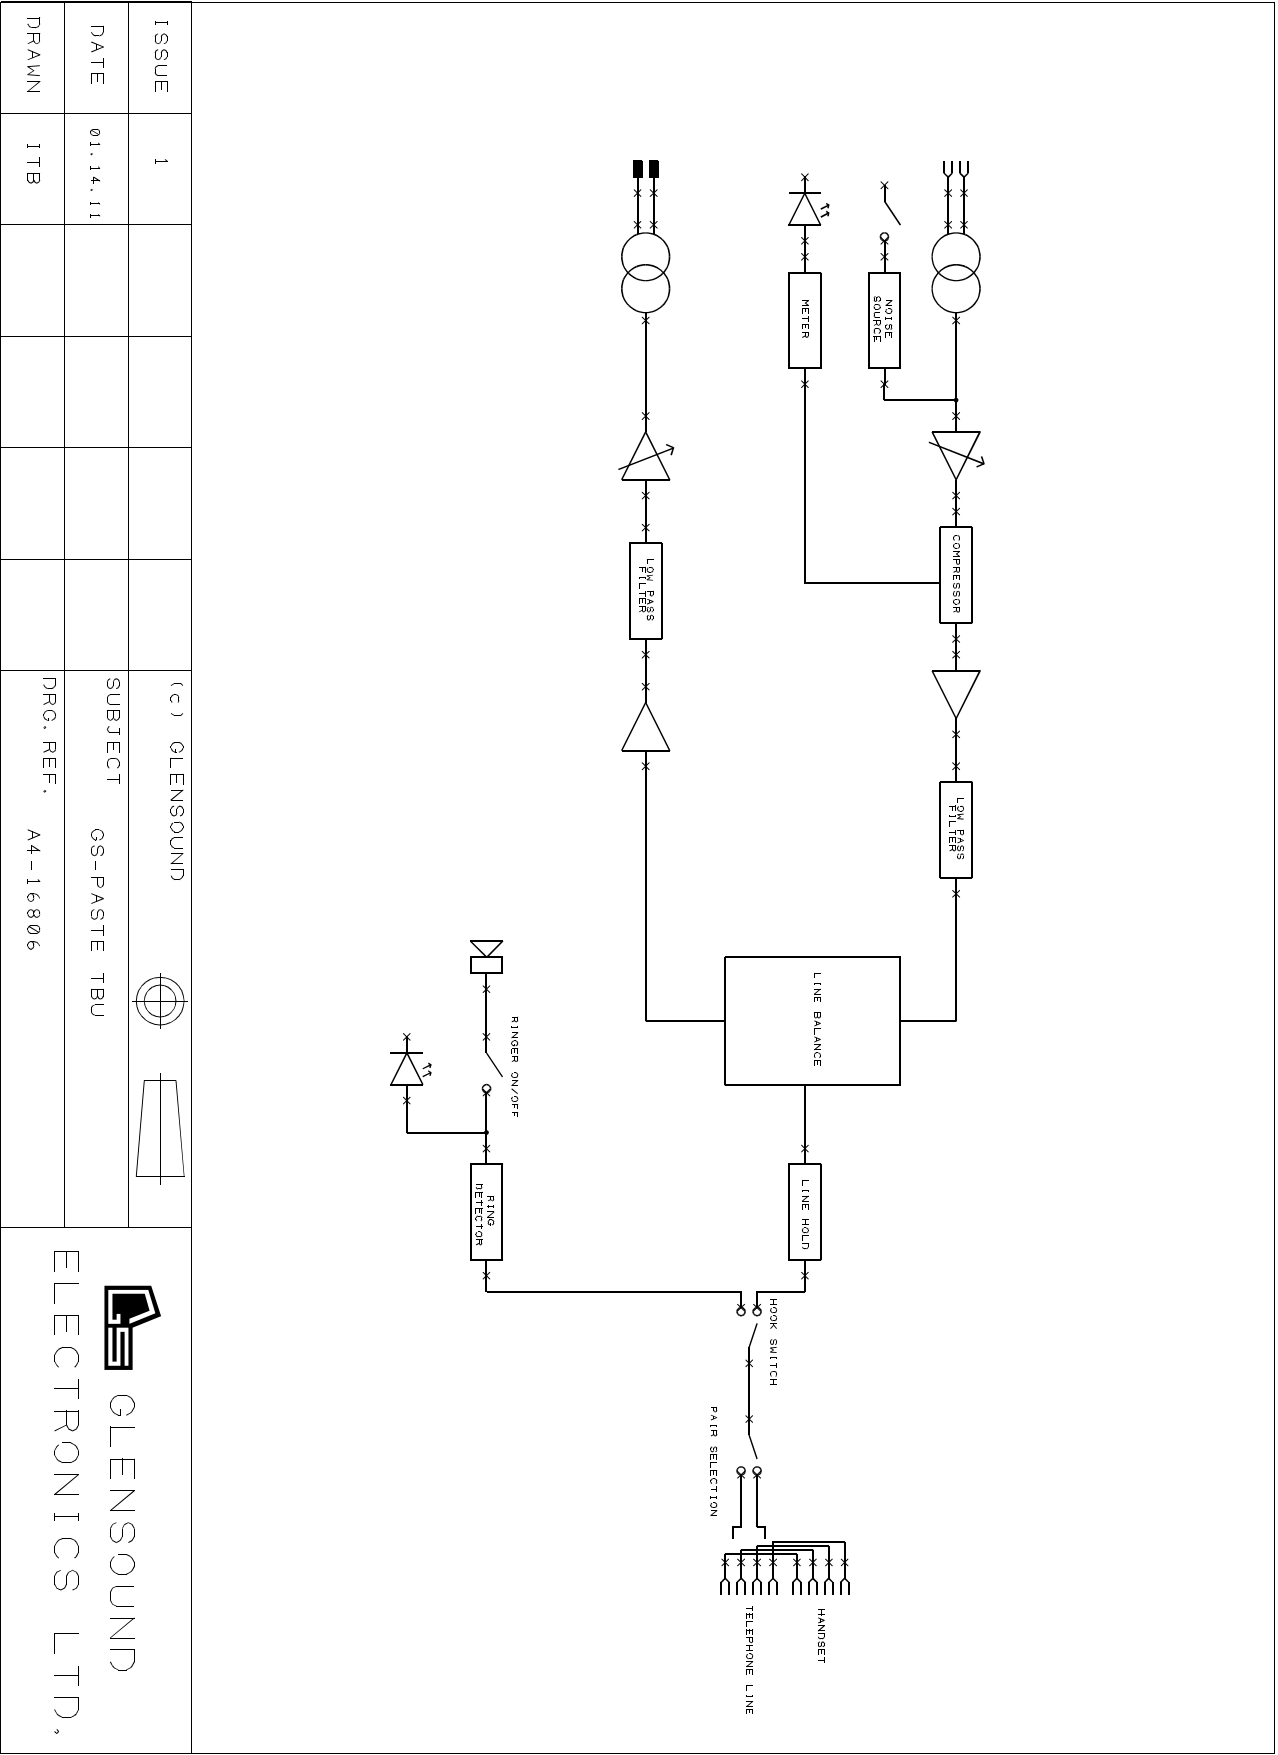 NOISE
SOURCE
METER
COMPRESSOR
LOW PASS
FILTER
LOW PASS
FILTER
LINE BALANCE
LINE HOLD
HOOK SWITCH
PAIR SELECTION
HANDSET
TELEPHONE LINE
RINGER ON/OFF
RING
DETECTOR
ISSUE 1
DATE 01.14.11
DRAWN ITB
(c) GLENSOUND
SUBJECT GS-PASTE TBU
DRG.REF. A4-16806
GLENSOUND
ELECTRONICS LTD.